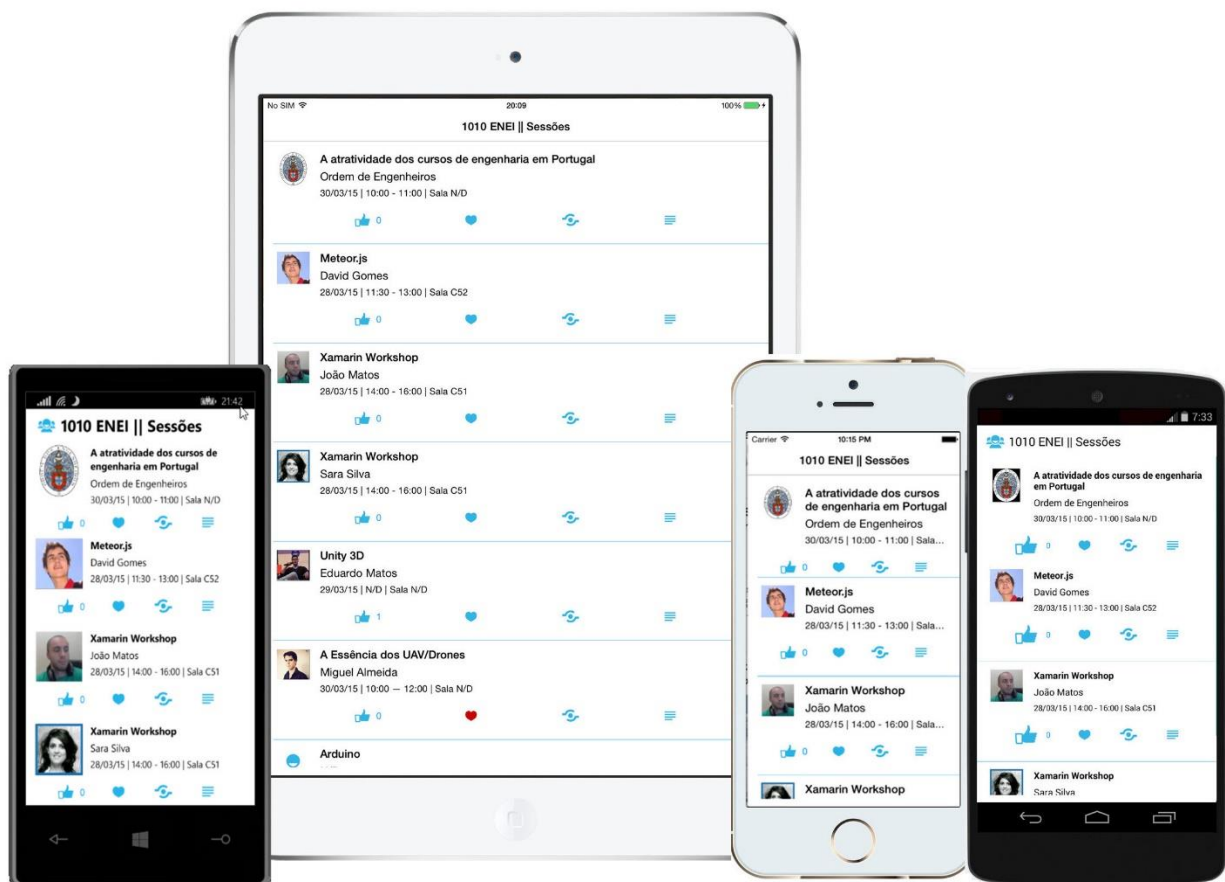 No SIM 20:09 100%
1010 ENEI || Sessões
A atratividade dos cursos de engenharia em Portugal
Ordem de Engenheiros
30/03/15 | 10:00 - 11:00 | Sala N/D
0
Meteor.js
David Gomes
28/03/15 | 11:30 - 13:00 | Sala C52
0
Xamarin Workshop
João Matos
28/03/15 | 14:00 - 16:00 | Sala C51
0
Xamarin Workshop
Sara Silva
28/03/15 | 14:00 - 16:00 | Sala C51
0
Unity 3D
Eduardo Matos
29/03/15 | N/D | Sala N/D
1
A Essência dos UAV/Drones
Miguel Almeida
30/03/15 | 10:00 — 12:00 | Sala N/D
0
Arduino
21:42
1010 ENEI || Sessões
A atratividade dos cursos de
engenharia em Portugal
Ordem de Engenheiros
30/03/15 | 10:00 - 11:00 | Sala N/D
0
Meteor.js
David Gomes
28/03/15 | 11:30 - 13:00 | Sala C52
0
Xamarin Workshop
João Matos
28/03/15 | 14:00 - 16:00 | Sala C51
0
Xamarin Workshop
Sara Silva
28/03/15 | 14:00 - 16:00 | Sala C51
0
Carrier 10:15 PM
1010 ENEI || Sessões
A atratividade dos cursos
de engenharia em Portugal
Ordem de Engenheiros
30/03/15 | 10:00 - 11:00 | Sala...
0
Meteor.js
David Gomes
28/03/15 | 11:30 - 13:00 | Sala...
0
Xamarin Workshop
João Matos
28/03/15 | 14:00 - 16:00 | Sala...
0
Xamarin Workshop
7:33
1010 ENEI || Sessões
A atratividade dos cursos de engenharia
em Portugal
Ordem de Engenheiros
30/03/15 | 10:00 - 11:00 | Sala N/D
0
Meteor.js
David Gomes
28/03/15 | 11:30 - 13:00 | Sala C52
0
Xamarin Workshop
João Matos
28/03/15 | 14:00 - 16:00 | Sala C51
0
Xamarin Workshop
Sara Silva